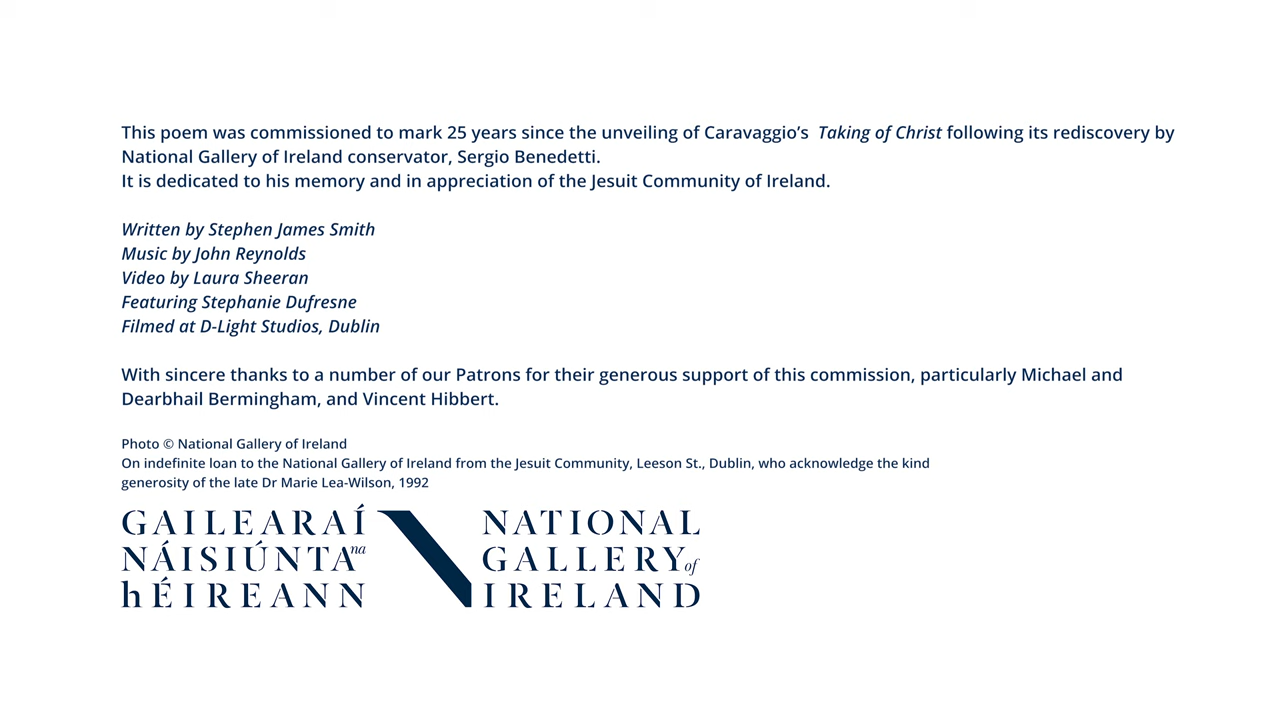 This poem was commissioned to mark 25 years since the unveiling of Caravaggio’s Taking of Christ following its rediscovery by
National Gallery of Ireland conservator, Sergio Benedetti.
It is dedicated to his memory and in appreciation of the Jesuit Community of Ireland.
Written by Stephen James Smith
Music by John Reynolds
Video by Laura Sheeran
Featuring Stephanie Dufresne
Filmed at D-Light Studios, Dublin
With sincere thanks to a number of our Patrons for their generous support of this commission, particularly Michael and
Dearbhail Bermingham, and Vincent Hibbert.
Photo © National Gallery of Ireland
On indefinite loan to the National Gallery of Ireland from the Jesuit Community, Leeson St., Dublin, who acknowledge the kind
generosity of the late Dr Marie Lea-Wilson, 1992
GAILEARAÍ
NÁISIÚNTA na
hÉIREANN
NATIONAL
GALLERY of
IRELAND